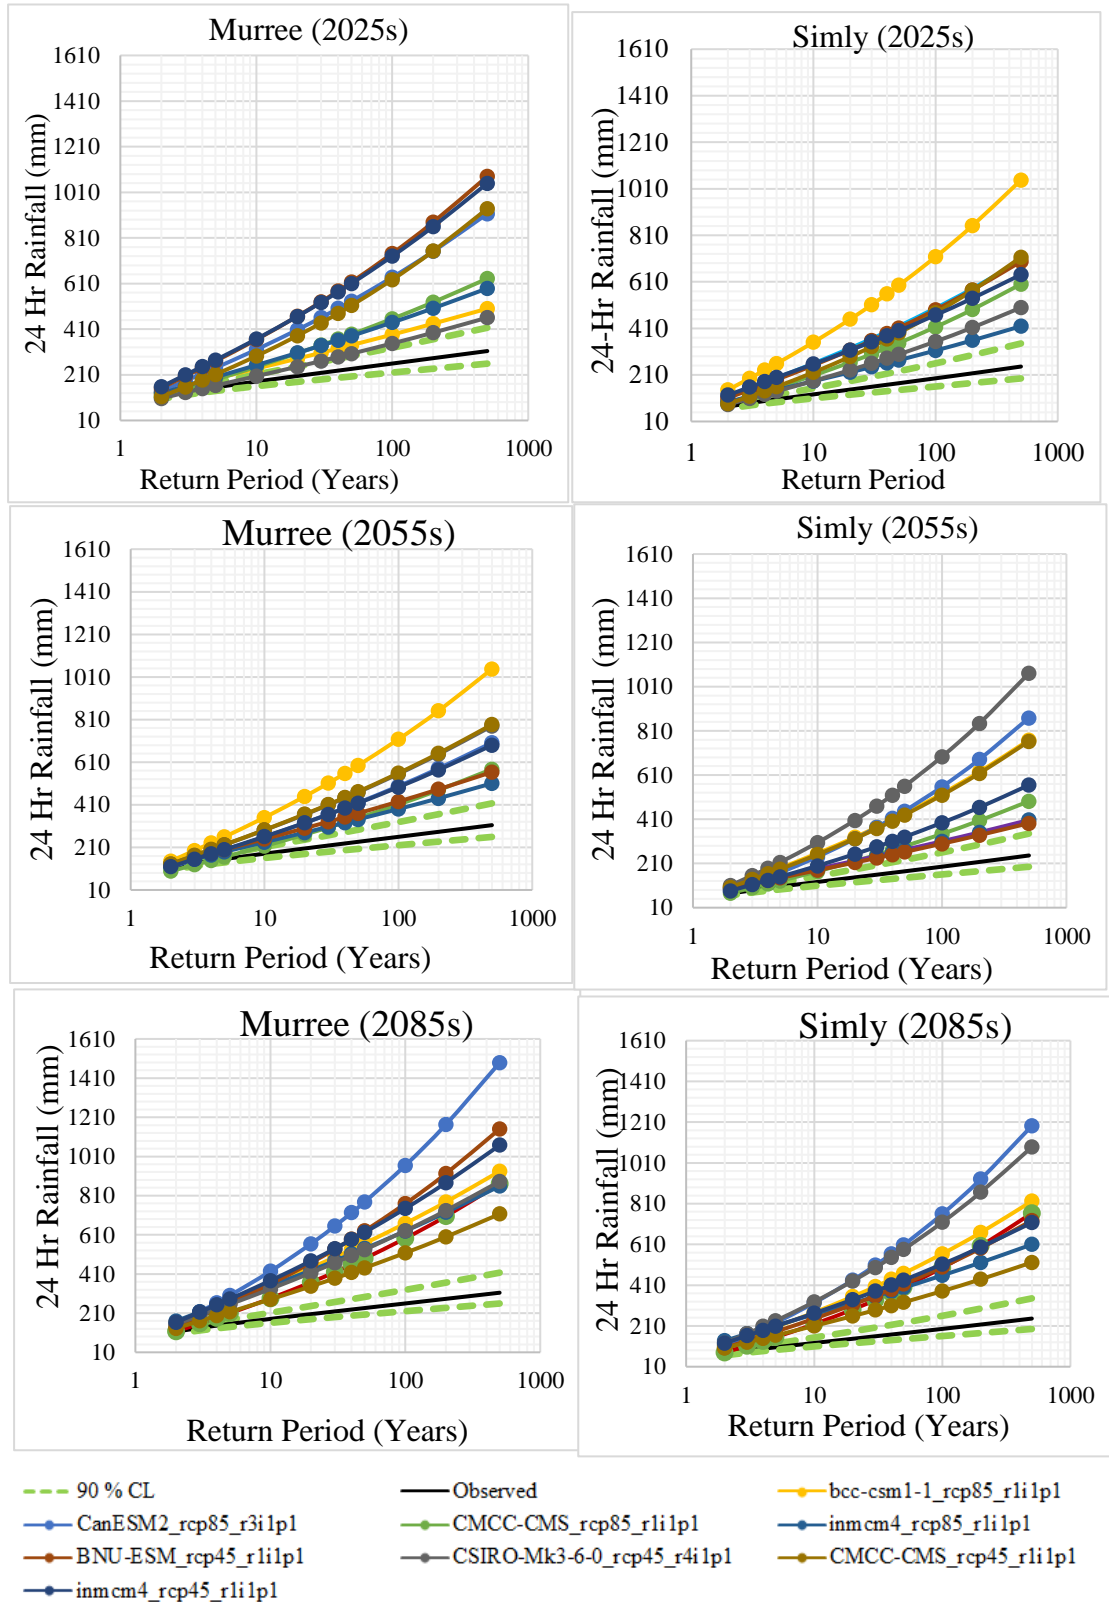 Murree (2025s)
24 Hr Rainfall (mm)
1610
1410
1210
1010
810
610
410
210
10
1 10 100 1000
Return Period (Years)
Simly (2025s)
24-Hr Rainfall (mm)
1610
1410
1210
1010
810
610
410
210
10
1 10 100 1000
Return Period
Murree (2055s)
24 Hr Rainfall (mm)
1610
1410
1210
1010
810
610
410
210
10
1 10 100 1000
Return Period (Years)
Simly (2055s)
24 Hr Rainfall (mm)
1610
1410
1210
1010
810
610
410
210
10
1 10 100 1000
Return Period (Years)
Murree (2085s)
24 Hr Rainfall (mm)
1610
1410
1210
1010
810
610
410
210
10
1 10 100 1000
Return Period (Years)
Simly (2085s)
24 Hr Rainfall (mm)
1610
1410
1210
1010
810
610
410
210
10
1 10 100 1000
Return Period (Years)
90 % CL Observed bcc-csm1-1_rcp85_r1i1p1
CanESM2_rcp85_r3i1p1 CMCC-CMS_rcp85_r1i1p1 inmcm4_rcp85_r1i1p1
BNU-ESM_rcp45_r1i1p1 CSIRO-Mk3-6-0_rcp45_r4i1p1 CMCC-CMS_rcp45_r1i1p1
inmcm4_rcp45_r1i1p1